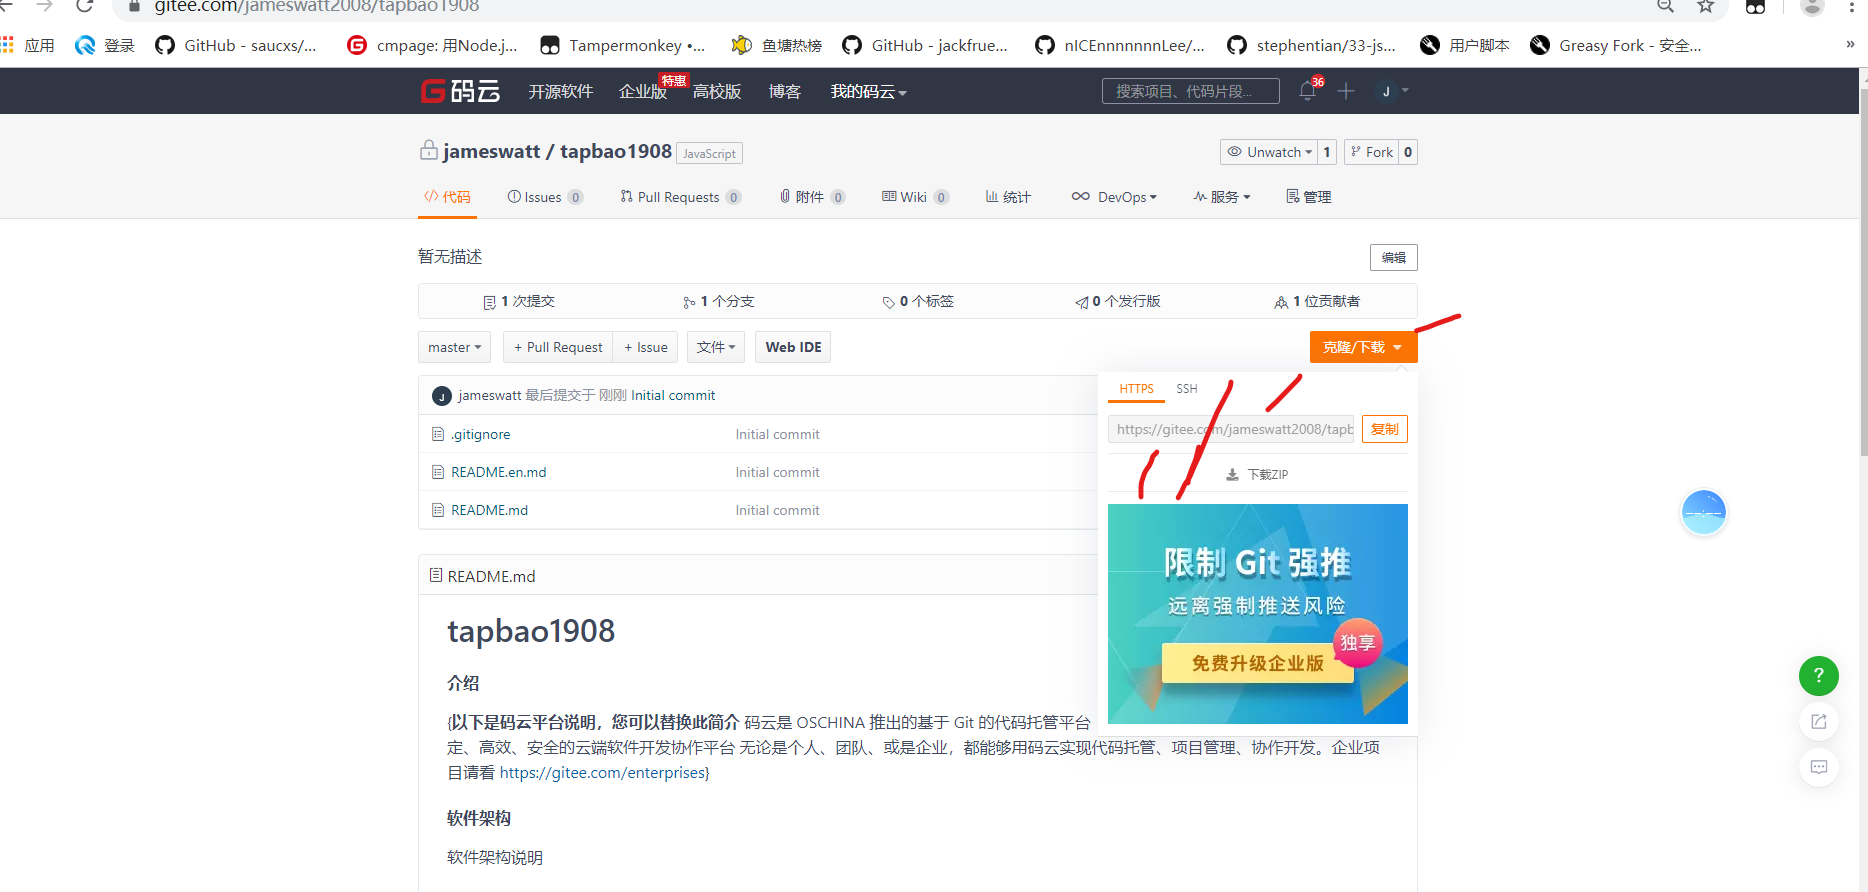 gitee.com/jameswatt2008/tapbao1908
应用 登录 GitHub - saucxs/... cmpage: 用Node.j... Tampermonkey •... 鱼塘热榜 GitHub - jackfrue... nICEnnnnnnnLee/... stephentian/33-js... 用户脚本 Greasy Fork - 安全... »
G 码云 开源软件 企业版 特惠 高校版 博客 我的码云 搜索项目、代码片段... 36 J
jameswatt / tapbao1908 JavaScript Unwatch 1 Fork 0
</> 代码 Issues 0 Pull Requests 0 附件 0 Wiki 0 统计 DevOps 服务 管理
暂无描述 编辑
1 次提交 1 个分支 0 个标签 0 个发行版 1 位贡献者
master + Pull Request + Issue 文件 Web IDE 克隆/下载
HTTPS SSH
J jameswatt 最后提交于 刚刚 Initial commit
https://gitee.com/jameswatt2008/tapb 复制
.gitignore Initial commit
README.en.md Initial commit
下载ZIP
README.md Initial commit
限制 Git 强推
远离强制推送风险
独享
免费升级企业版
README.md
tapbao1908
介绍
{以下是码云平台说明，您可以替换此简介 码云是 OSCHINA 推出的基于 Git 的代码托管平台
定、高效、安全的云端软件开发协作平台 无论是个人、团队、或是企业，都能够用码云实现代码托管、项目管理、协作开发。企业项
目请看 https://gitee.com/enterprises}
软件架构
软件架构说明
?